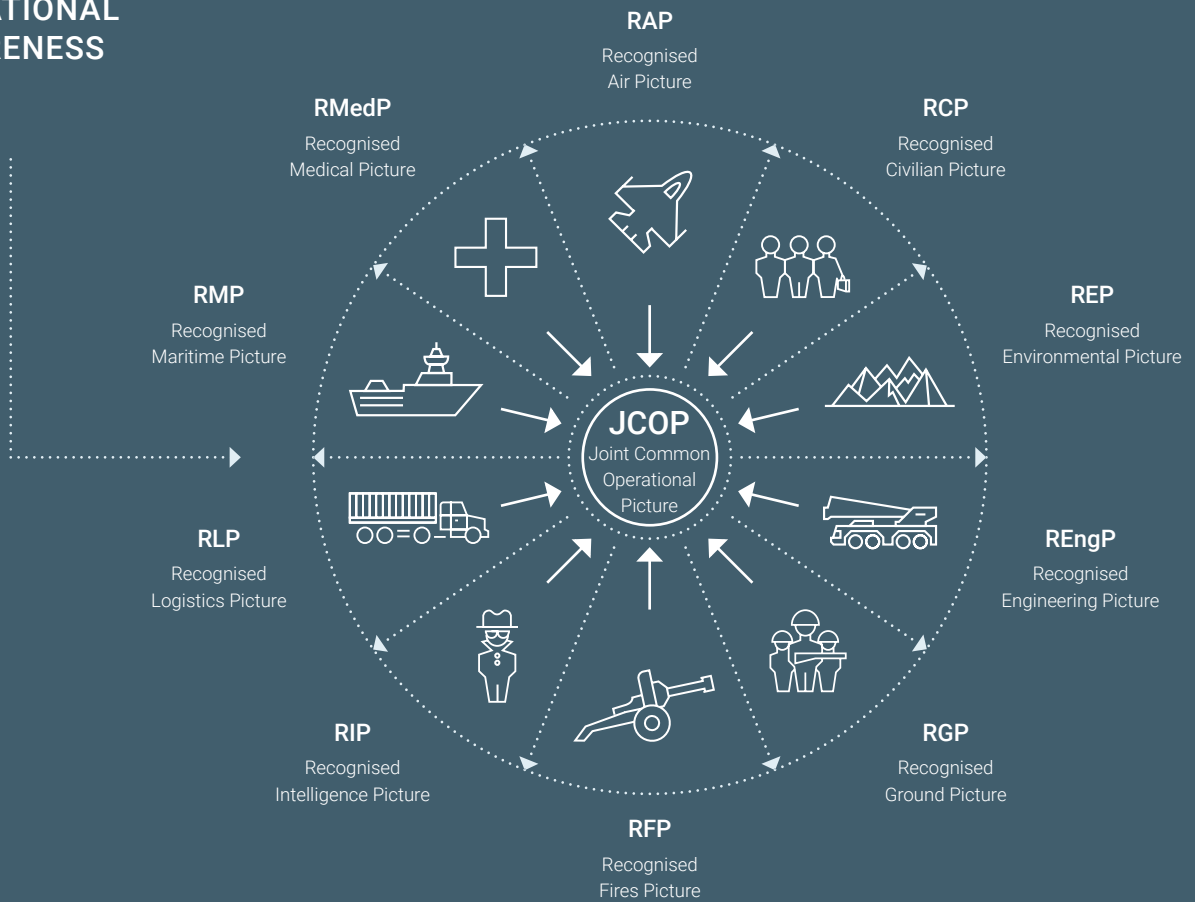 RAP
Recognised
Air Picture
RCP
Recognised
Civilian Picture
REP
Recognised
Environmental Picture
REngP
Recognised
Engineering Picture
RGP
Recognised
Ground Picture
RFP
Recognised
Fires Picture
RIP
Recognised
Intelligence Picture
RLP
Recognised
Logistics Picture
RMP
Recognised
Maritime Picture
RMedP
Recognised
Medical Picture
JCOP
Joint Common
Operational
Picture